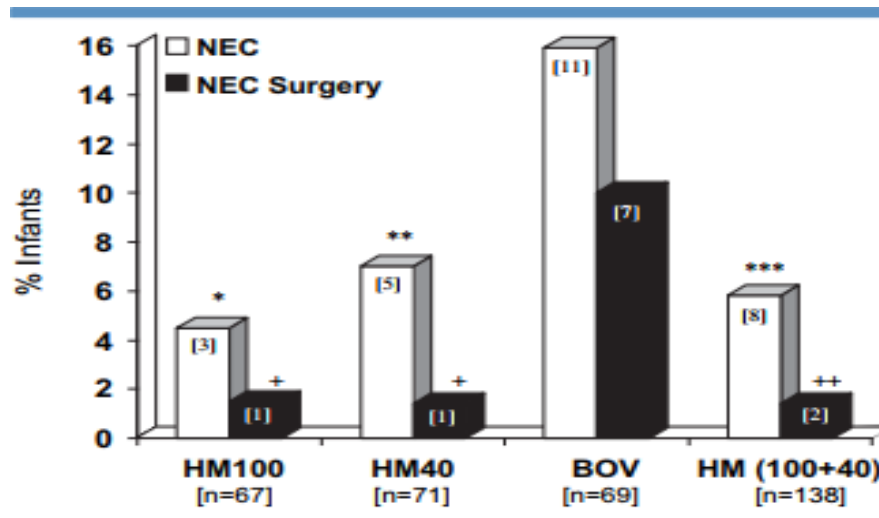 NEC
NEC Surgery
% Infants
16
14
12
10
8
6
4
2
0
*
**
***
+
+
++
[3]
[1]
[5]
[1]
[11]
[7]
[8]
[2]
HM100
HM40
BOV
HM (100+40)
[n=67]
[n=71]
[n=69]
[n=138]